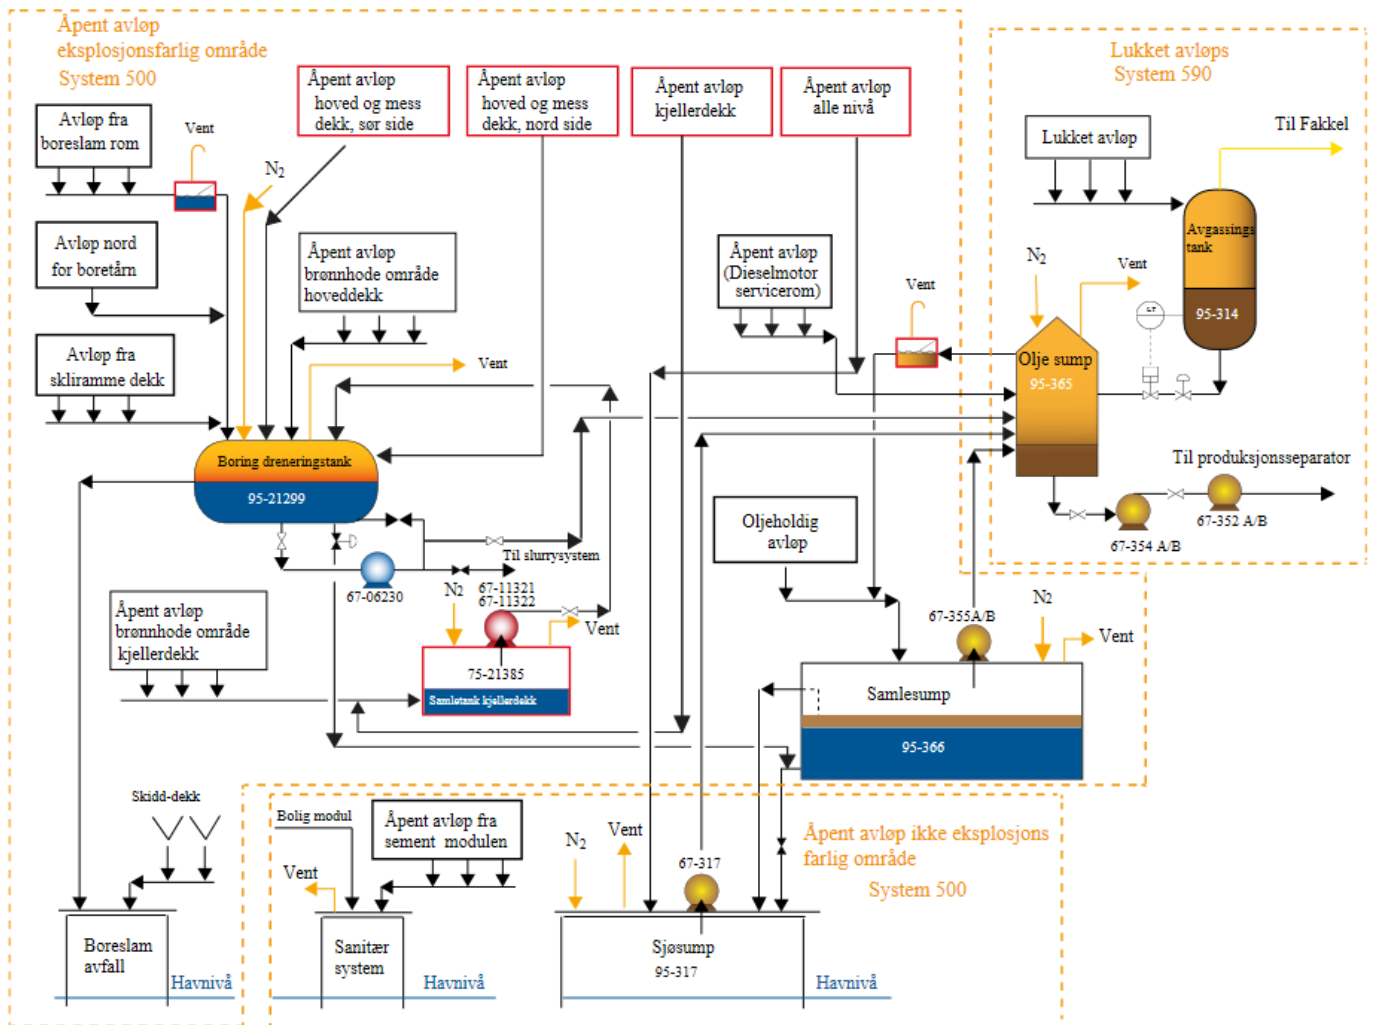 Åpent avløp
eksplosjonsfarlig område
System 500
Lukket avløps
System 590
Åpent avløp
hoved og mess
dekk, sør side
Åpent avløp
hoved og mess
dekk, nord side
Åpent avløp
kjellerdekk
Åpent avløp
alle nivå
Avløp fra
boreslam rom
Vent
N2
Lukket avløp
Til Fakkel
Avløp nord
for boretårn
Åpent avløp
brønnhode område
hoveddekk
Åpent avløp
(Dieselmotor
servicerom)
Vent
N2
Vent
Avgassings
tank
95-314
LT
Avløp fra
skliramme dekk
Vent
Olje sump
95-365
Boring dreneringstank
95-21299
Til produksjonsseparator
67-352 A/B
67-354 A/B
Oljeholdig
avløp
Til slurrysystem
67-06230
N2
67-11321
67-11322
Vent
Åpent avløp
brønnhode område
kjellerdekk
75-21385
Samletank kjellerdekk
67-355A/B
N2
Vent
Samlesump
95-366
Skidd-dekk
Bolig modul
Åpent avløp fra
sement modulen
Vent
N2
Vent
67-317
Åpent avløp ikke eksplosjons
farlig område
System 500
Boreslam
avfall
Havnivå
Sanitær
system
Havnivå
Sjøsump
95-317
Havnivå